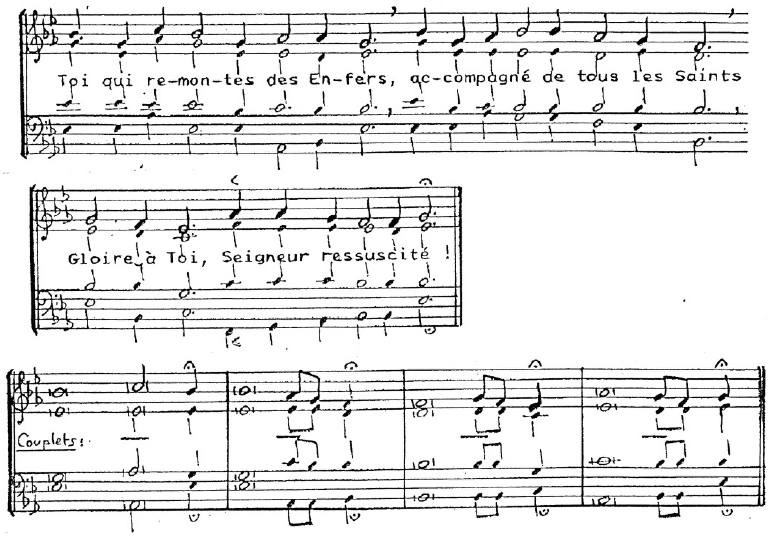 Toi qui re-mon-tes des En-fers, ac-compagné de tous les Saints
Gloire à Toi, Seigneur ressuscité !
Couplets: